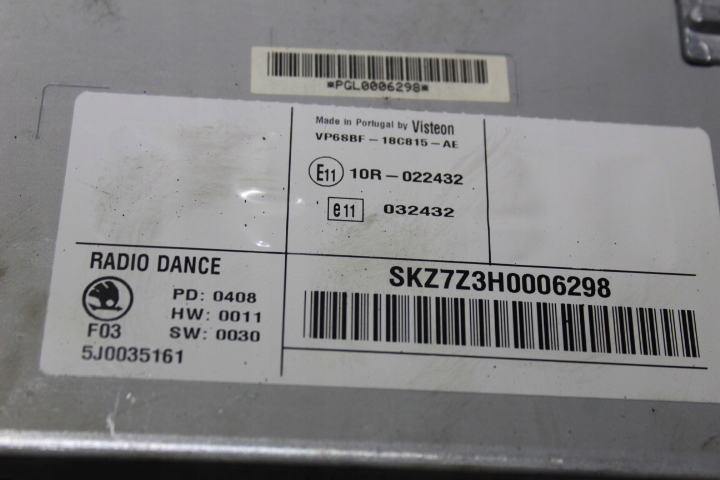 *PGL0006298*
Made in Portugal by Visteon
VP6SBF-18C815-AE
E11 10R-022432
e11 032432
RADIO DANCE
SKZ7Z3H0006298
PD: 0408
HW: 0011
F03 SW: 0030
5J0035161